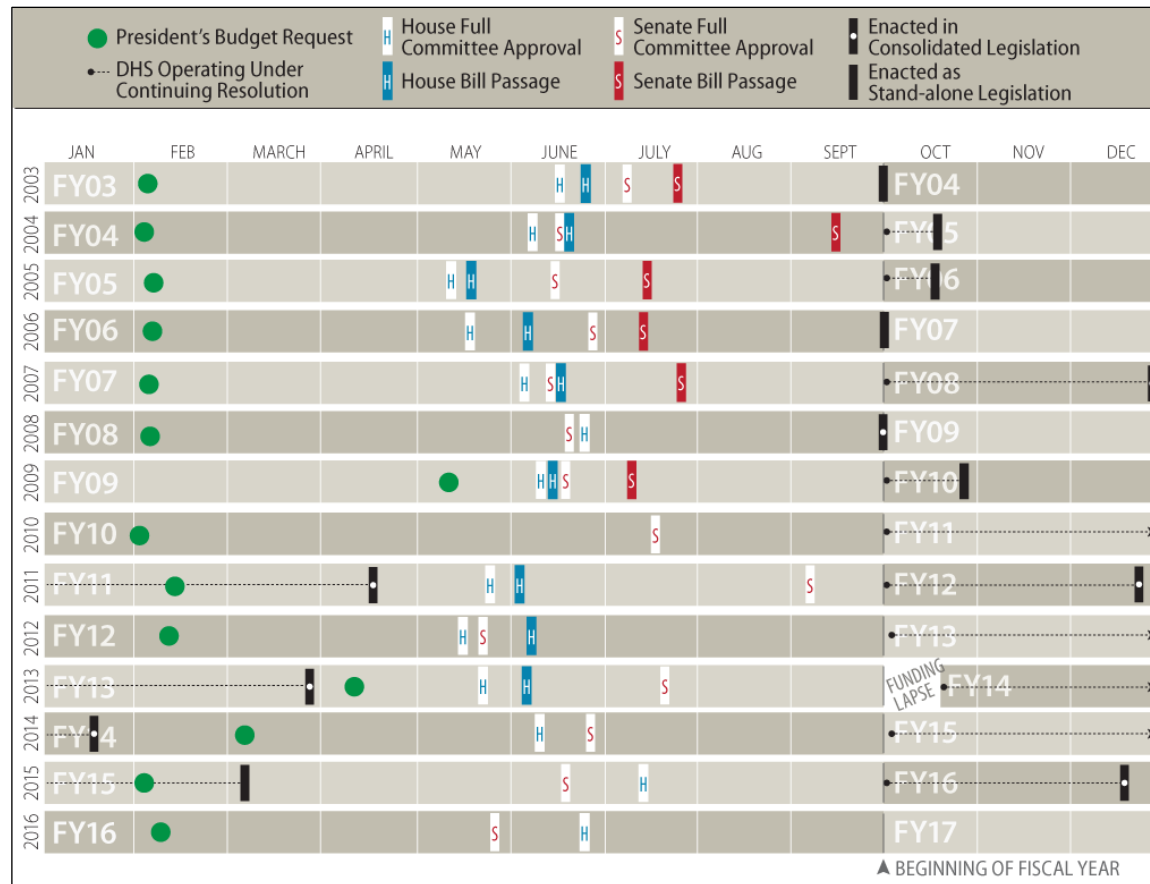 President's Budget Request
DHS Operating Under
Continuing Resolution
H House Full
Committee Approval
H House Bill Passage
S Senate Full
Committee Approval
S Senate Bill Passage
Enacted in
Consolidated Legislation
Enacted as
Stand-alone Legislation
JAN FEB MARCH APRIL MAY JUNE JULY AUG SEPT OCT NOV DEC
2003 FY03 H H S S FY04
2004 FY04 H S H S FY05
2005 FY05 H H S S FY06
2006 FY06 H H S S FY07
2007 FY07 H S H S FY08
2008 FY08 S H FY09
2009 FY09 H H S S FY10
2010 FY10 S FY11
2011 FY11 H H S FY12
2012 FY12 H S H FY13
2013 FY13 H H S FUNDING LAPSE FY14
2014 FY14 H S FY15
2015 FY15 S H FY16
2016 FY16 S H FY17
BEGINNING OF FISCAL YEAR